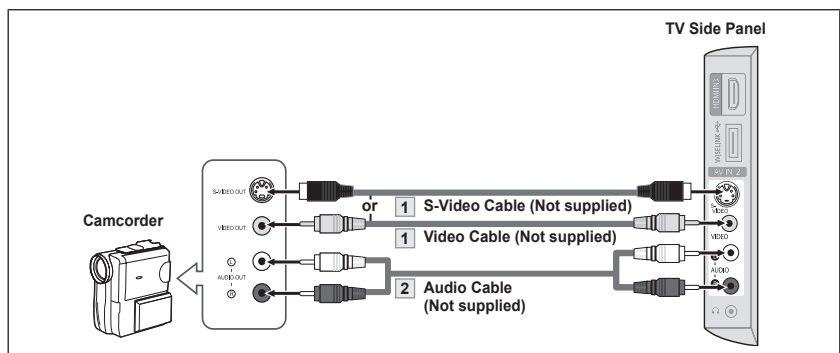 TV Side Panel
HDMI IN 3
WISELINK
AV IN 2
S-VIDEO OUT
S-
VIDEO
or
1 S-Video Cable (Not supplied)
Camcorder
VIDEO OUT
1 Video Cable (Not supplied)
VIDEO
L
AUDIO OUT
R
AUDIO
2 Audio Cable
(Not supplied)